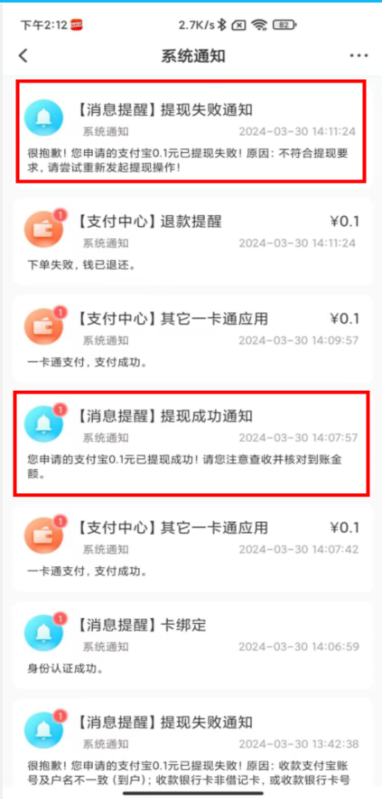 下午2:12
2.7K/s
82
系统通知
【消息提醒】提现失败通知
系统通知
2024-03-30 14:11:24
很抱歉！您申请的支付宝0.1元已提现失败！原因：不符合提现要
求，请尝试重新发起提现操作！
1
【支付中心】退款提醒
¥0.1
系统通知
2024-03-30 14:11:24
下单失败，钱已退还。
1
【支付中心】其它一卡通应用
¥0.1
系统通知
2024-03-30 14:09:57
一卡通支付，支付成功。
1
【消息提醒】提现成功通知
系统通知
2024-03-30 14:07:57
您申请的支付宝0.1元已提现成功！请您注意查收并核对到账金
额。
1
【支付中心】其它一卡通应用
¥0.1
系统通知
2024-03-30 14:07:42
一卡通支付，支付成功。
1
【消息提醒】卡绑定
系统通知
2024-03-30 14:06:59
身份认证成功。
1
【消息提醒】提现失败通知
系统通知
2024-03-30 13:42:38
很抱歉！您申请的支付宝0.1元已提现失败！原因：收款支付宝账
号及户名不一致（到户）；收款银行卡非借记卡，或收款银行卡号